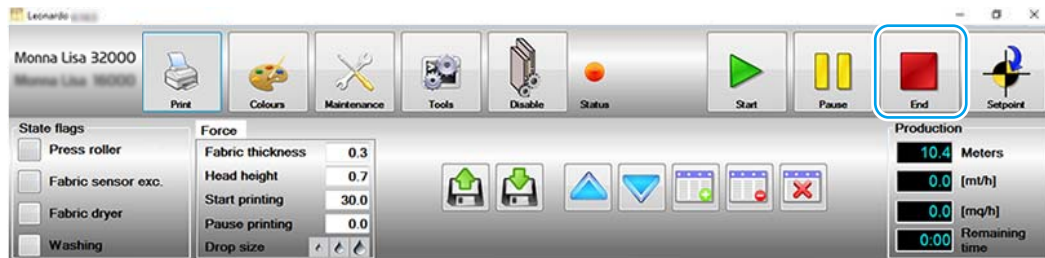 Leonardo
Monna Lisa 32000
Print
Colours
Maintenance
Tools
Disable
Status
Start
Pause
End
Setpoint
State flags
Press roller
Fabric sensor exc.
Fabric dryer
Washing
Force
Fabric thickness 0.3
Head height 0.7
Start printing 30.0
Pause printing 0.0
Drop size
Production
10.4 Meters
0.0 [mt/h]
0.0 [mq/h]
0:00 Remaining
time